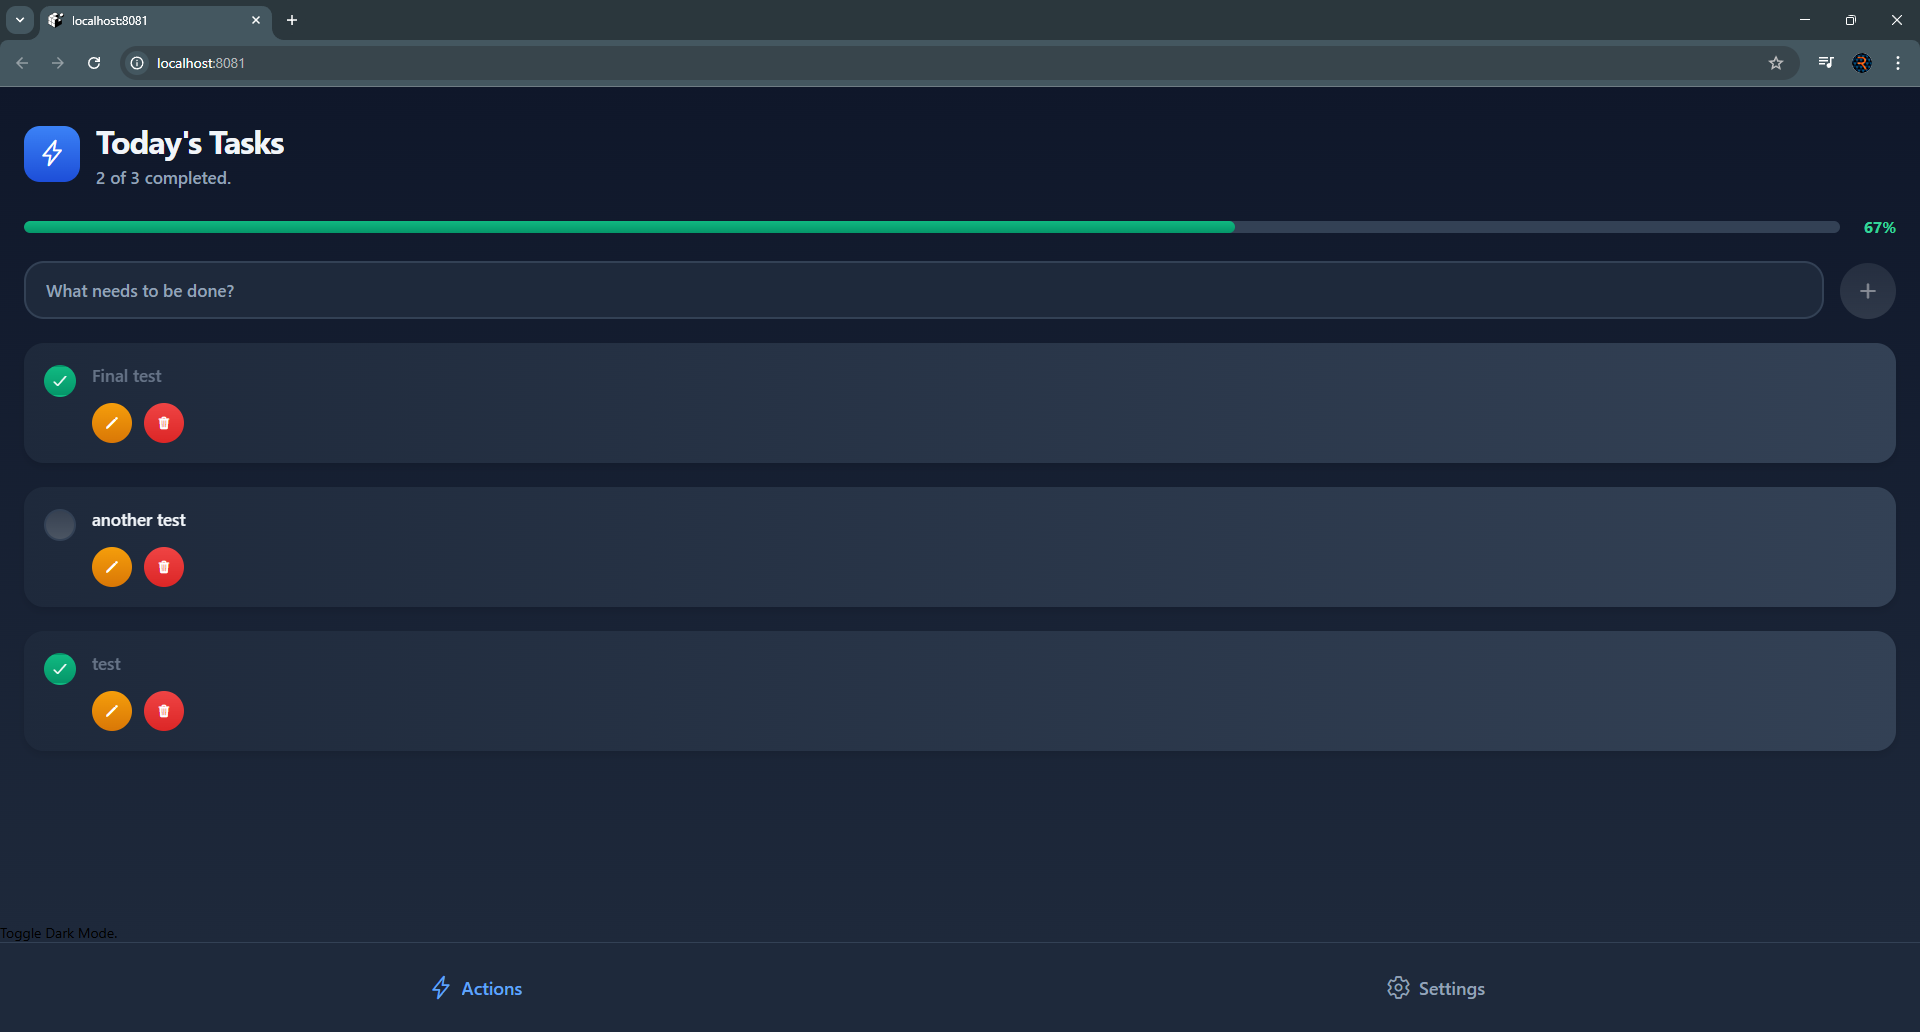 localhost:8081
localhost:8081
Today's Tasks
2 of 3 completed.
67%
What needs to be done?
Final test
another test
test
Toggle Dark Mode.
Actions
Settings